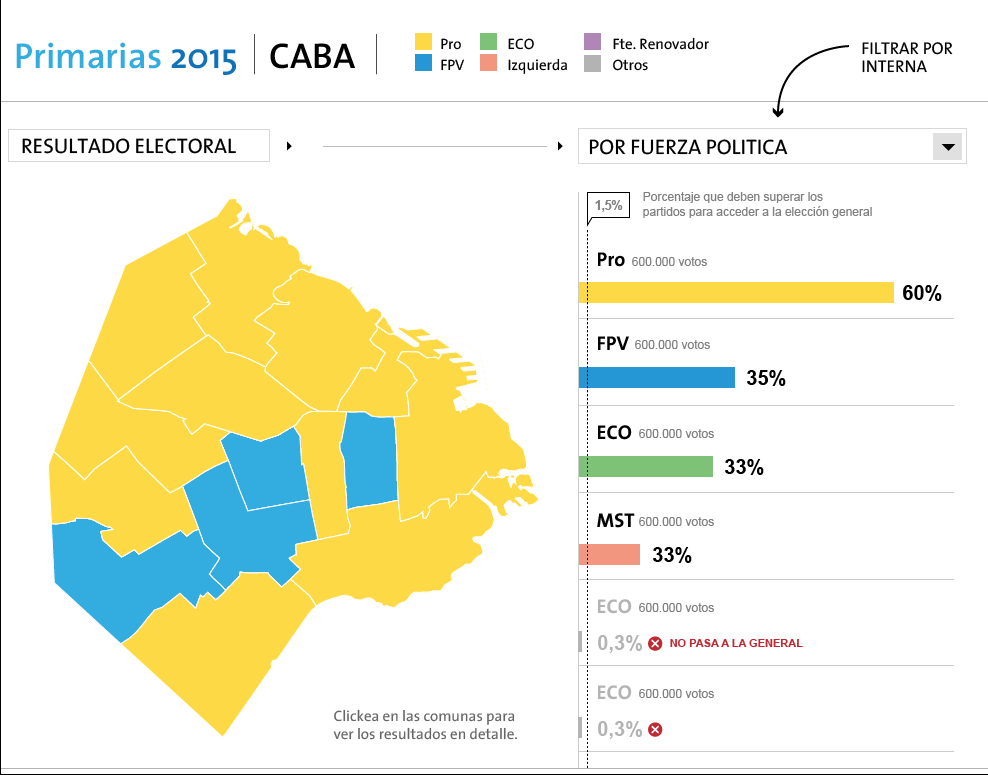 Primarias 2015
CABA
Pro
ECO
Fte. Renovador
FPV
Izquierda
Otros
FILTRAR POR
INTERNA
RESULTADO ELECTORAL
POR FUERZA POLITICA
1,5%
Porcentaje que deben superar los
partidos para acceder a la elección general
Pro 600.000 votos
60%
FPV 600.000 votos
35%
ECO 600.000 votos
33%
MST 600.000 votos
33%
ECO 600.000 votos
0,3% NO PASA A LA GENERAL
ECO 600.000 votos
0,3%
Clickea en las comunas para
ver los resultados en detalle.